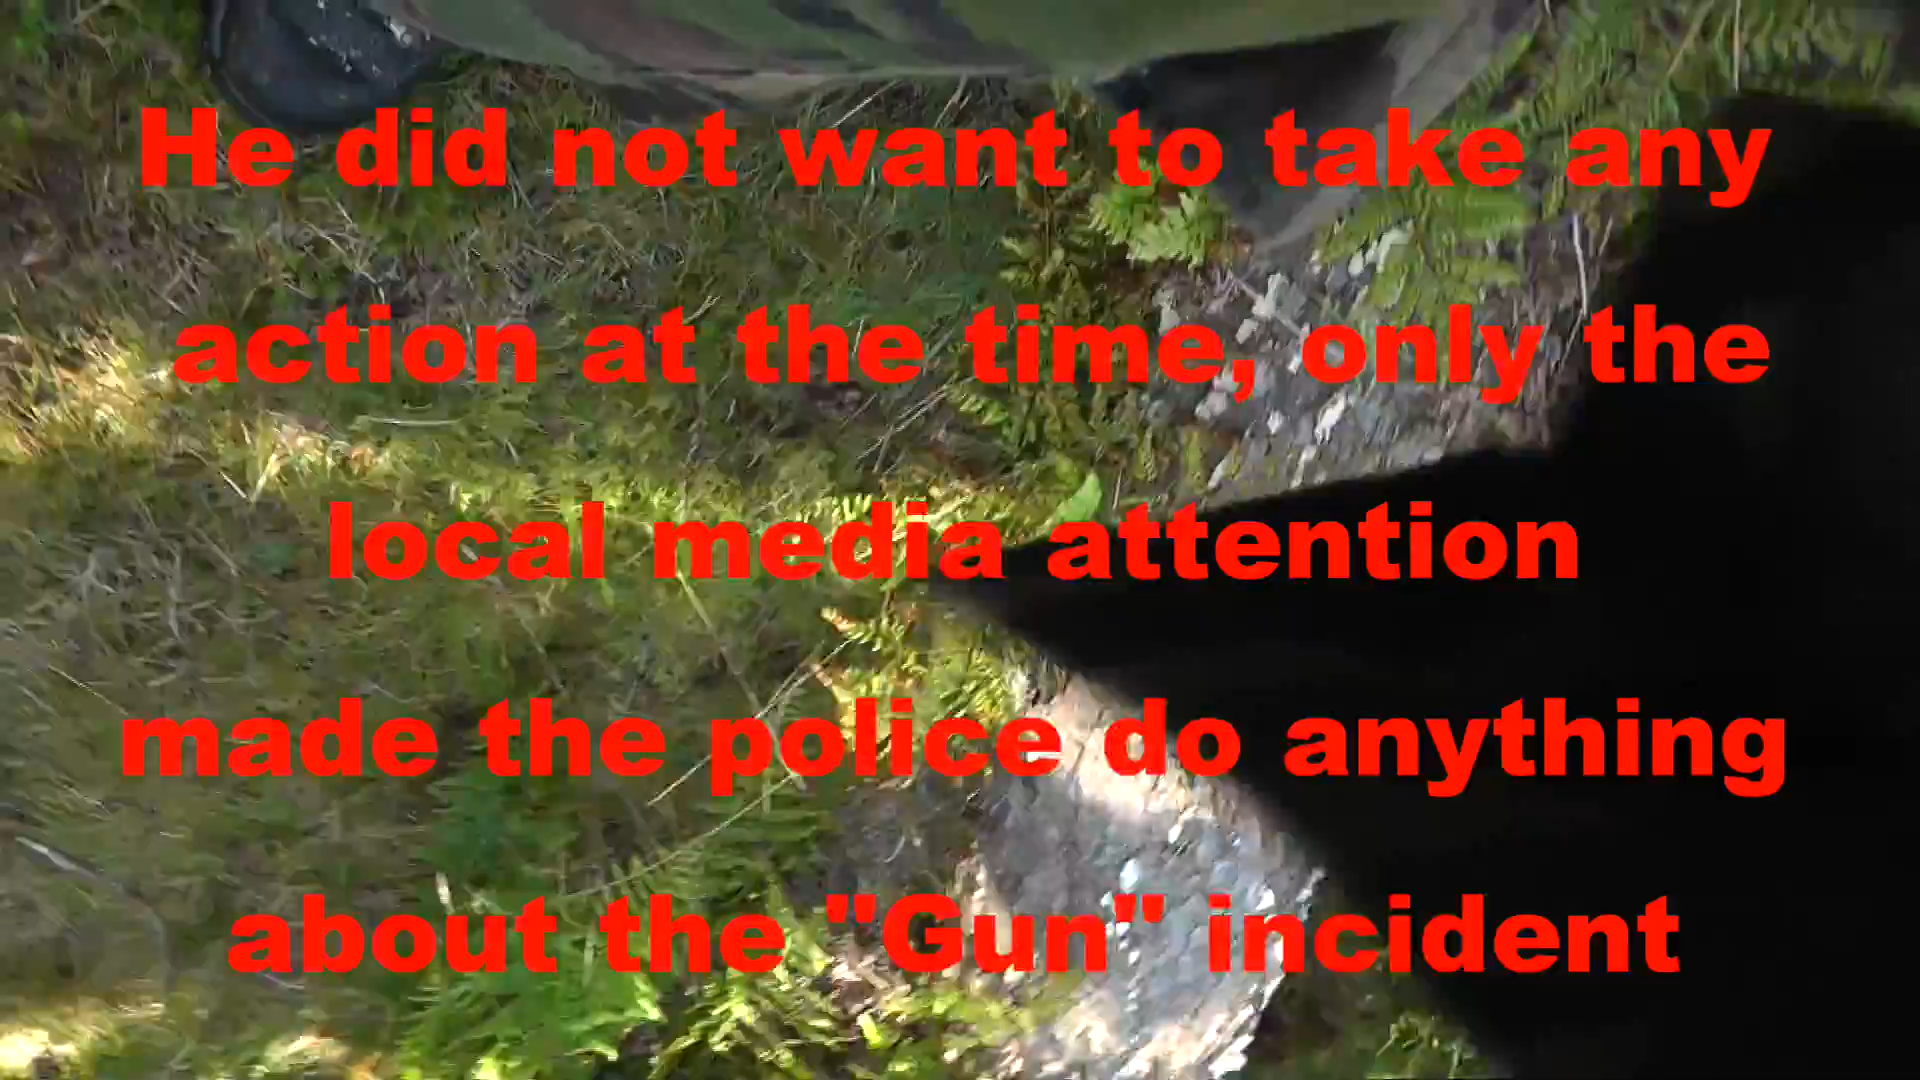 He did not want to take any
action at the time, only the
local media attention
made the police do anything
about the "Gun" incident